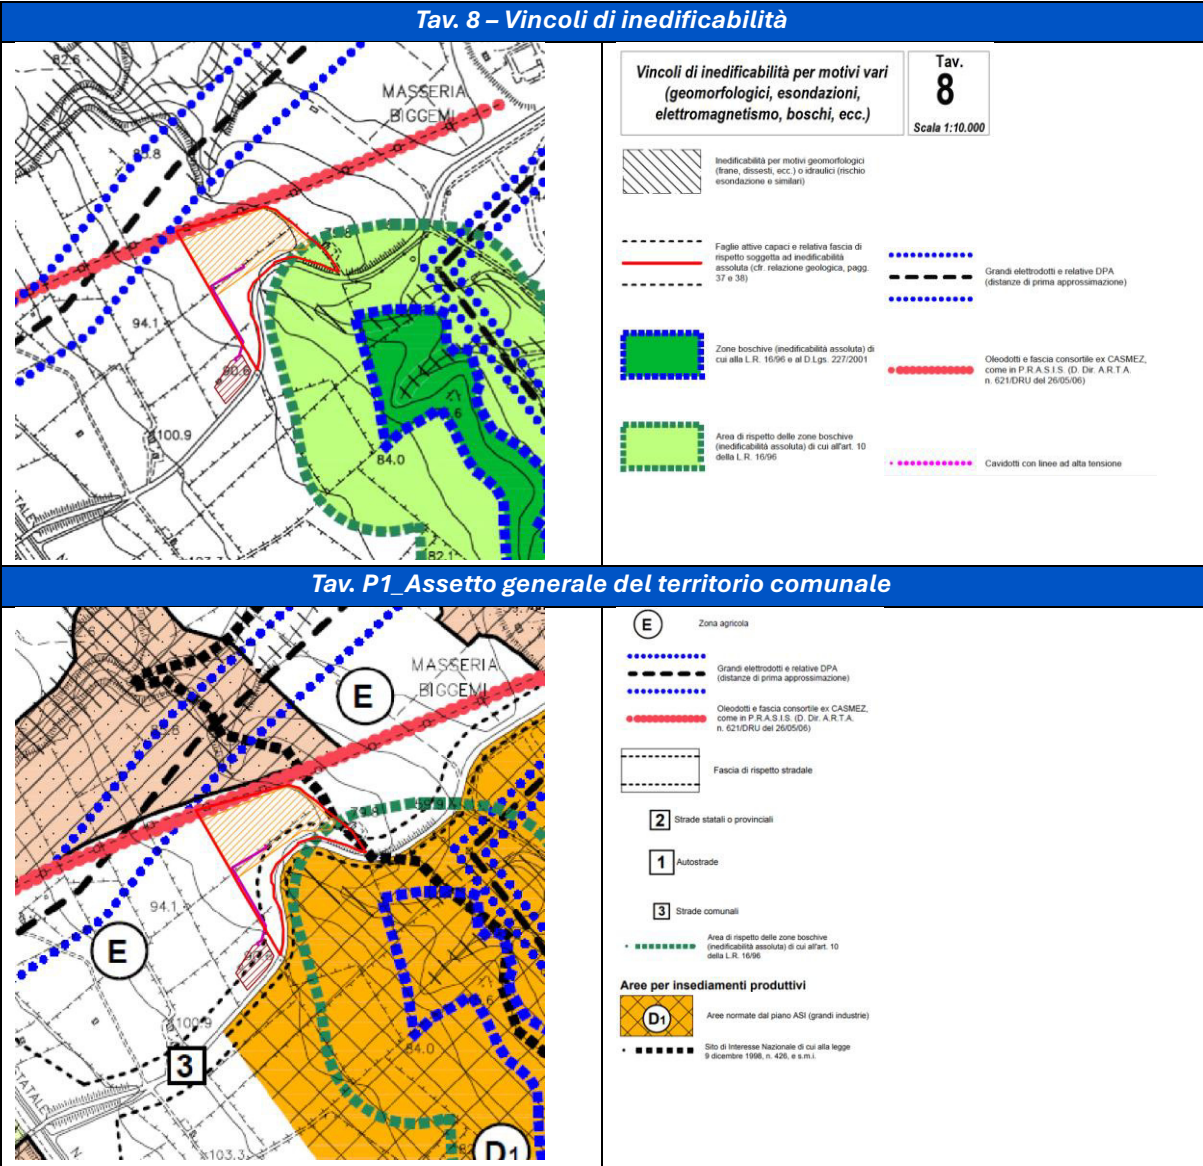 Tav. 8 – Vincoli di inedificabilità
82.6
MASSERIA
BIGGEMI
94.1
90.6
100.9
84.0
82.1
103.3
Vincoli di inedificabilità per motivi vari
(geomorfologici, esondazioni,
elettromagnetismo, boschi, ecc.)
Tav.
8
Scala 1:10.000
Inedificabilità per motivi geomorfologici
(frane, dissesti, ecc.) o idraulici (rischio
esondazione e similari)
Faglie attive capaci e relativa fascia di
rispetto soggetta ad inedificabilità
assoluta (cfr. relazione geologica, pagg.
37 e 38)
Grandi elettrodotti e relative DPA
(distanze di prima approssimazione)
Zone boschive (inedificabilità assoluta) di
cui alla L.R. 16/96 e al D.Lgs. 227/2001
Oleodotti e fascia consortile ex CASMEZ,
come in P.R.A.S.I.S. (D. Dir. A.R.T.A.
n. 621/DRU del 26/05/06)
Area di rispetto delle zone boschive
(inedificabilità assoluta) di cui all'art. 10
della L.R. 16/96
Cavidotti con linee ad alta tensione
Tav. P1_Assetto generale del territorio comunale
E
MASSERIA
BIGGEMI
94.1
E
100.9
84.0
3
TATALE
N
103.3
D1
E
Zona agricola
Grandi elettrodotti e relative DPA
(distanze di prima approssimazione)
Oleodotti e fascia consortile ex CASMEZ,
come in P.R.A.S.I.S. (D. Dir. A.R.T.A.
n. 621/DRU del 26/05/06)
Fascia di rispetto stradale
2 Strade statali o provinciali
1 Autostrade
3 Strade comunali
Area di rispetto delle zone boschive
(inedificabilità assoluta) di cui all'art. 10
della L.R. 16/96
Aree per insediamenti produttivi
D1
Aree normate dal piano ASI (grandi industrie)
Sito di Interesse Nazionale di cui alla legge
9 dicembre 1998, n. 426, e s.m.i.